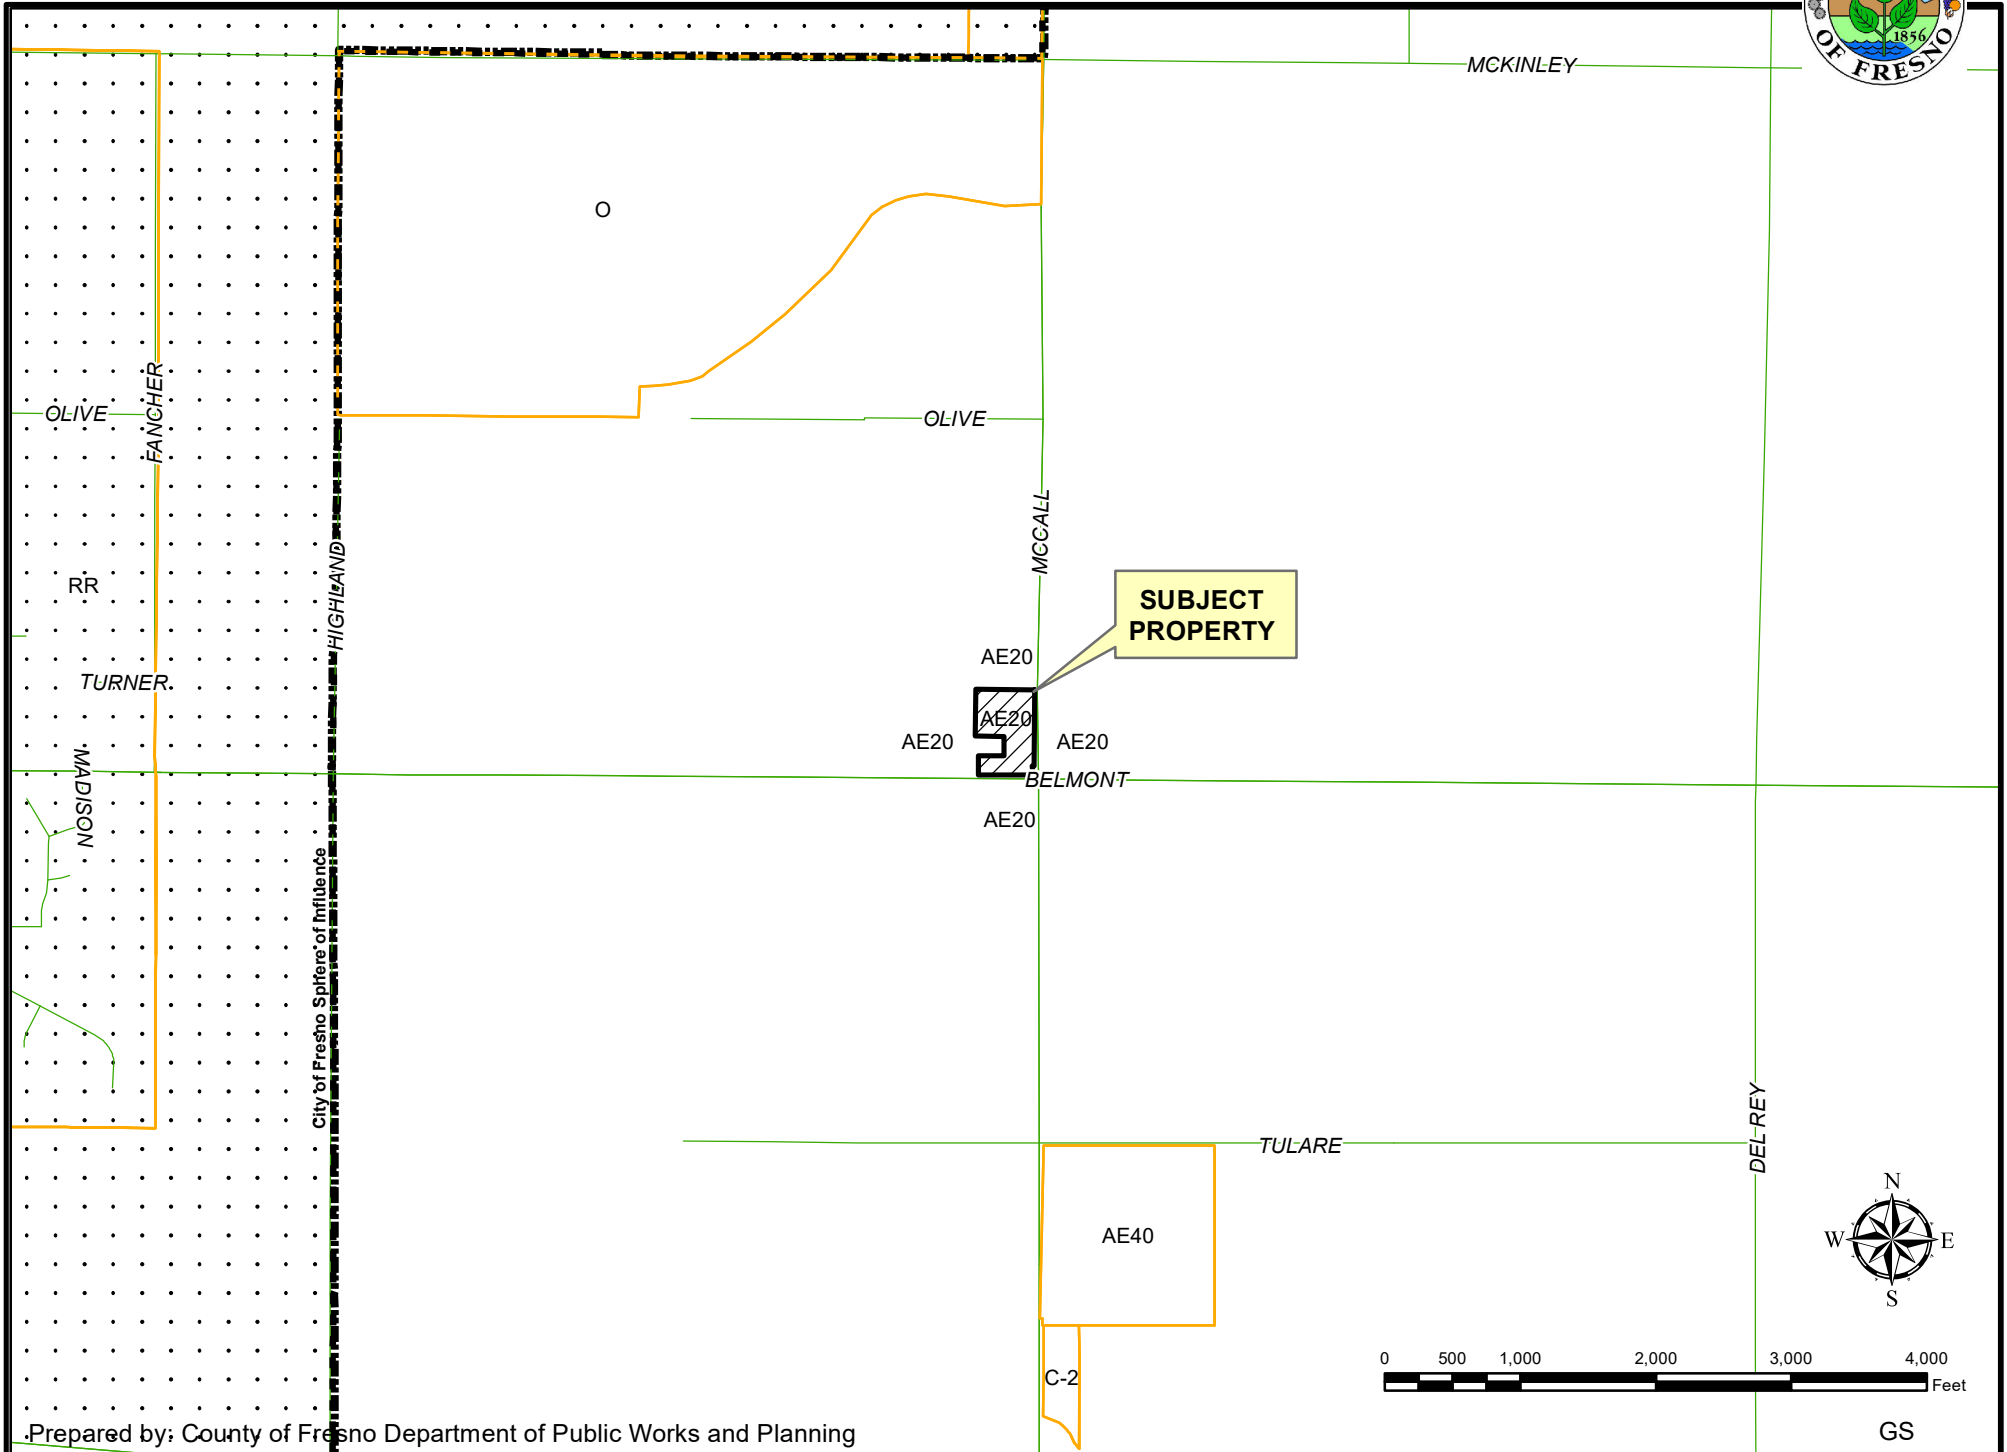 1856
OF FRESNO
MCKINLEY
O
FANCHER
OLIVE
OLIVE
MCCALL
HIGHLAND
RR
SUBJECT
PROPERTY
AE20
TURNER
AE20
AE20
AE20
MADISON
BELMONT
AE20
City of Fresno Sphere of Influence
DEL REY
TULARE
N
AE40
W
E
S
0 500 1,000 2,000 3,000 4,000
Feet
C-2
Prepared by: County of Fresno Department of Public Works and Planning
GS